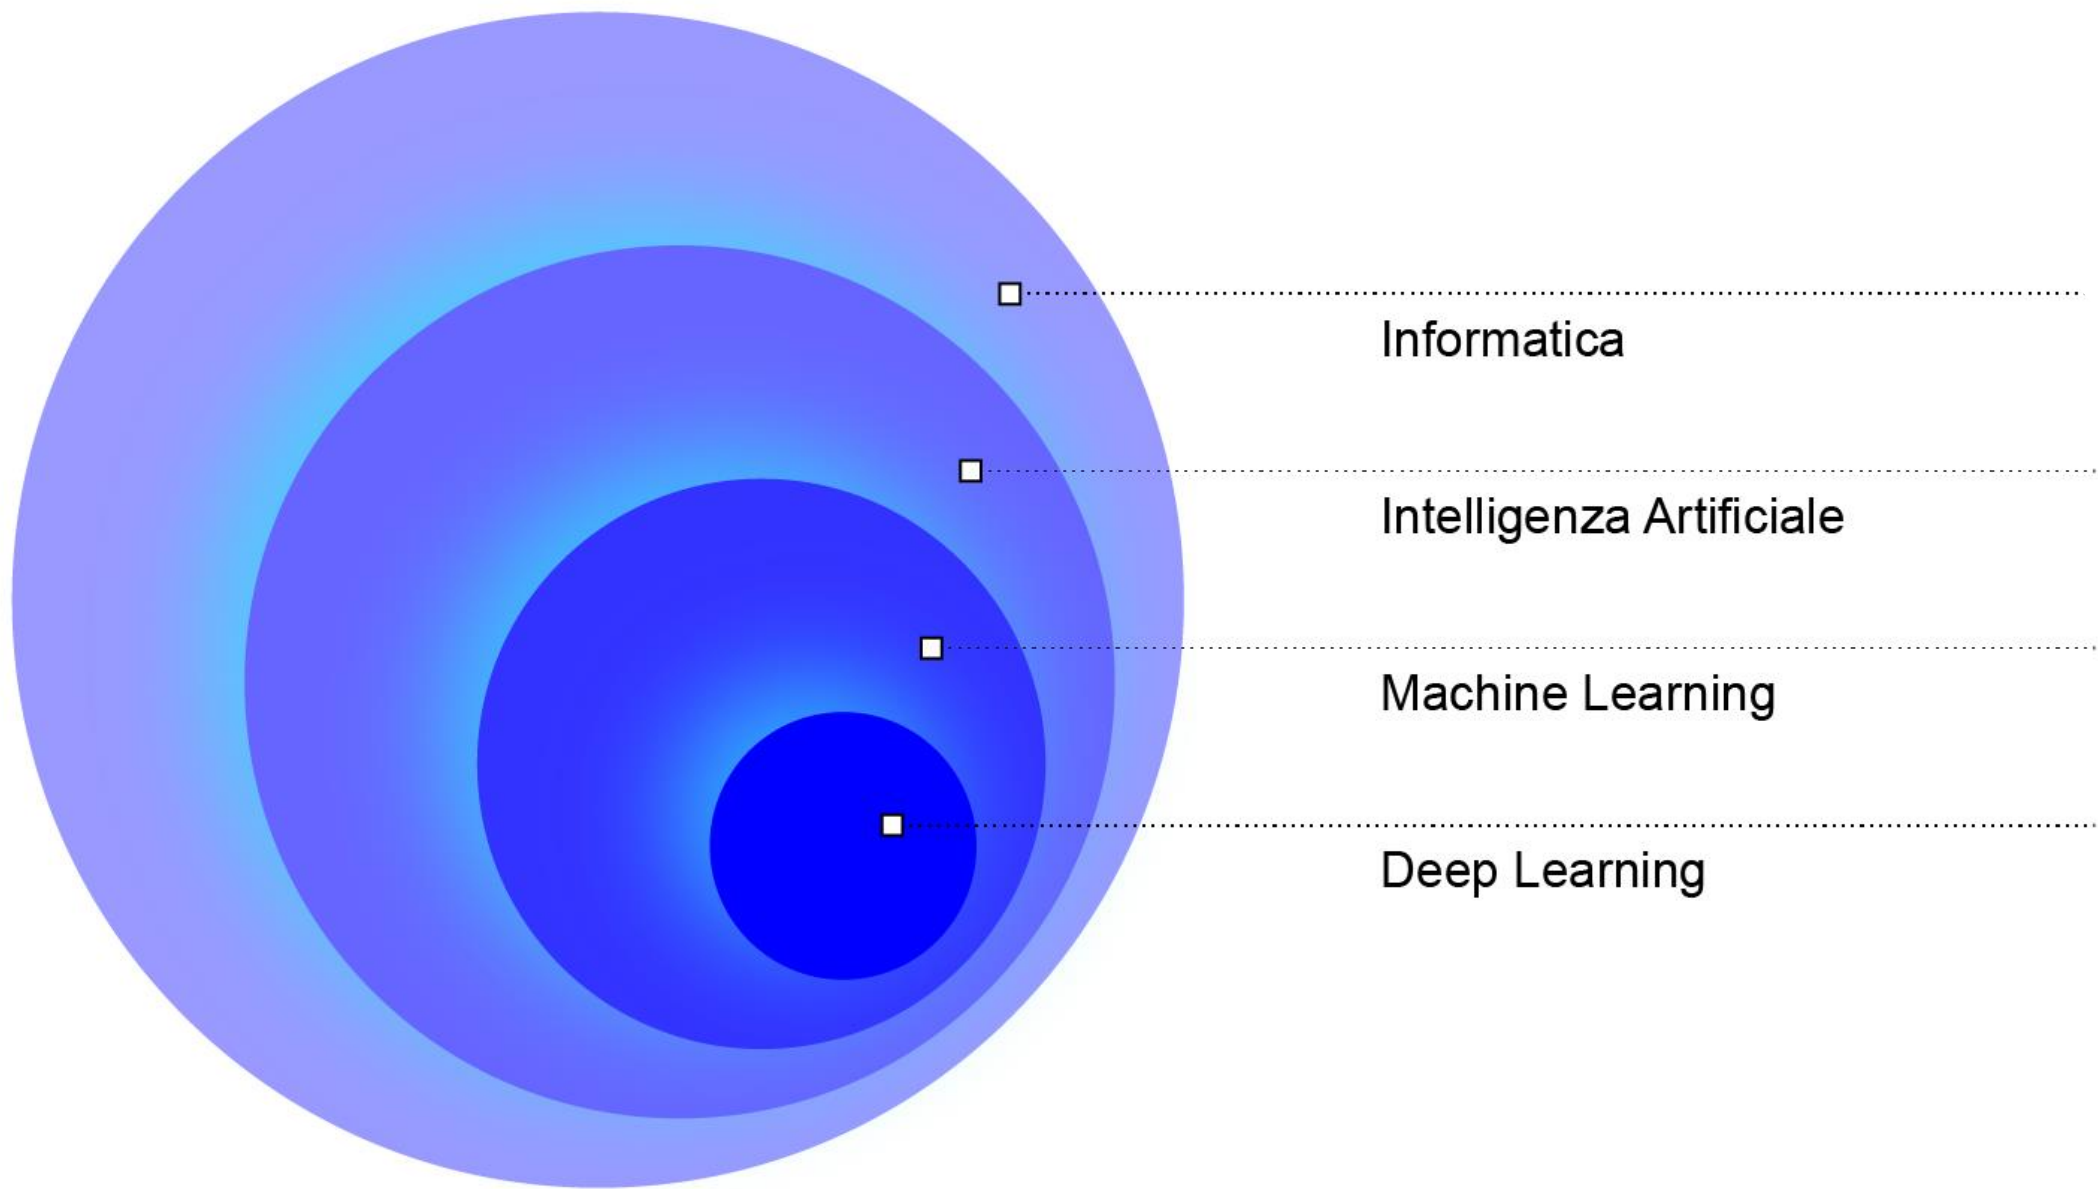 Informatica
Intelligenza Artificiale
Machine Learning
Deep Learning